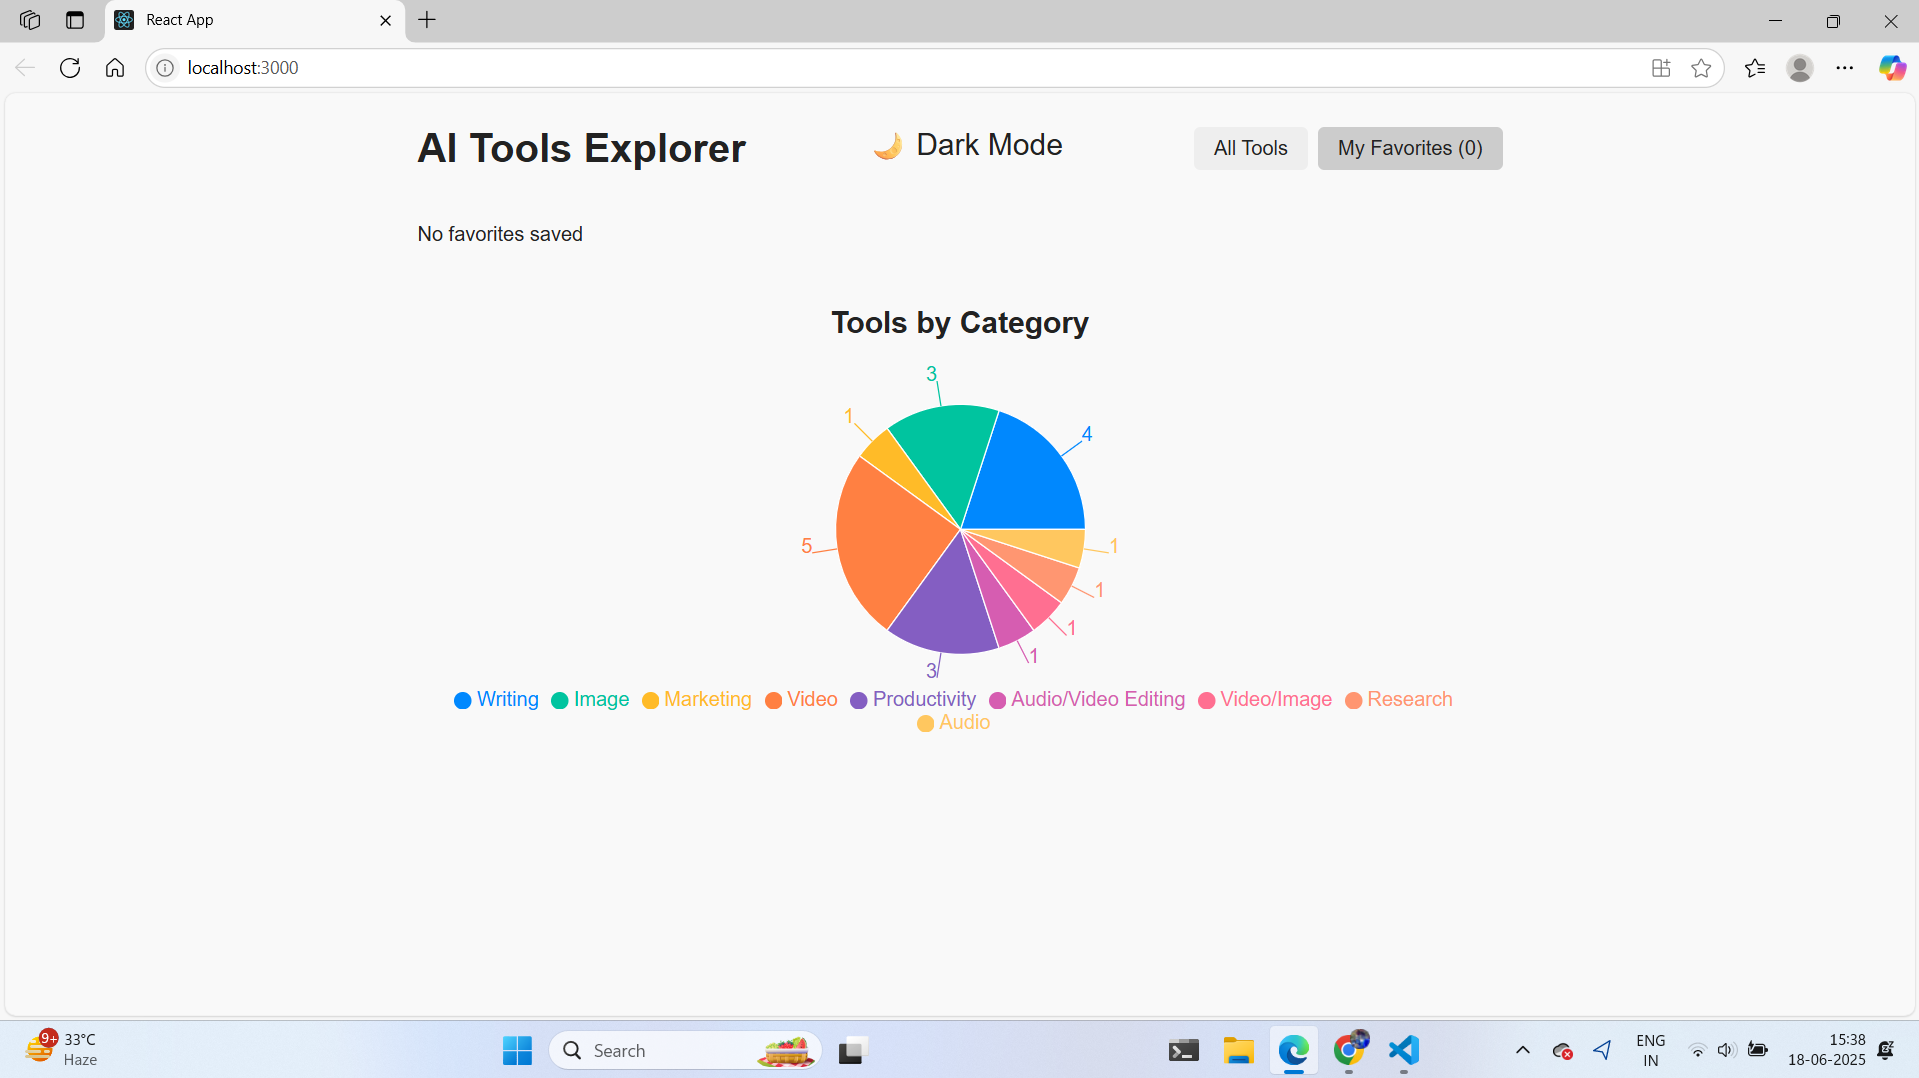 React App
localhost:3000
AI Tools Explorer
🌙 Dark Mode
All Tools
My Favorites (0)
No favorites saved
Tools by Category
3
1
4
5
1
1
1
1
3
Writing
Image
Marketing
Video
Productivity
Audio/Video Editing
Video/Image
Research
Audio
9+
33°C
Haze
Search
ENG
IN
15:38
18-06-2025